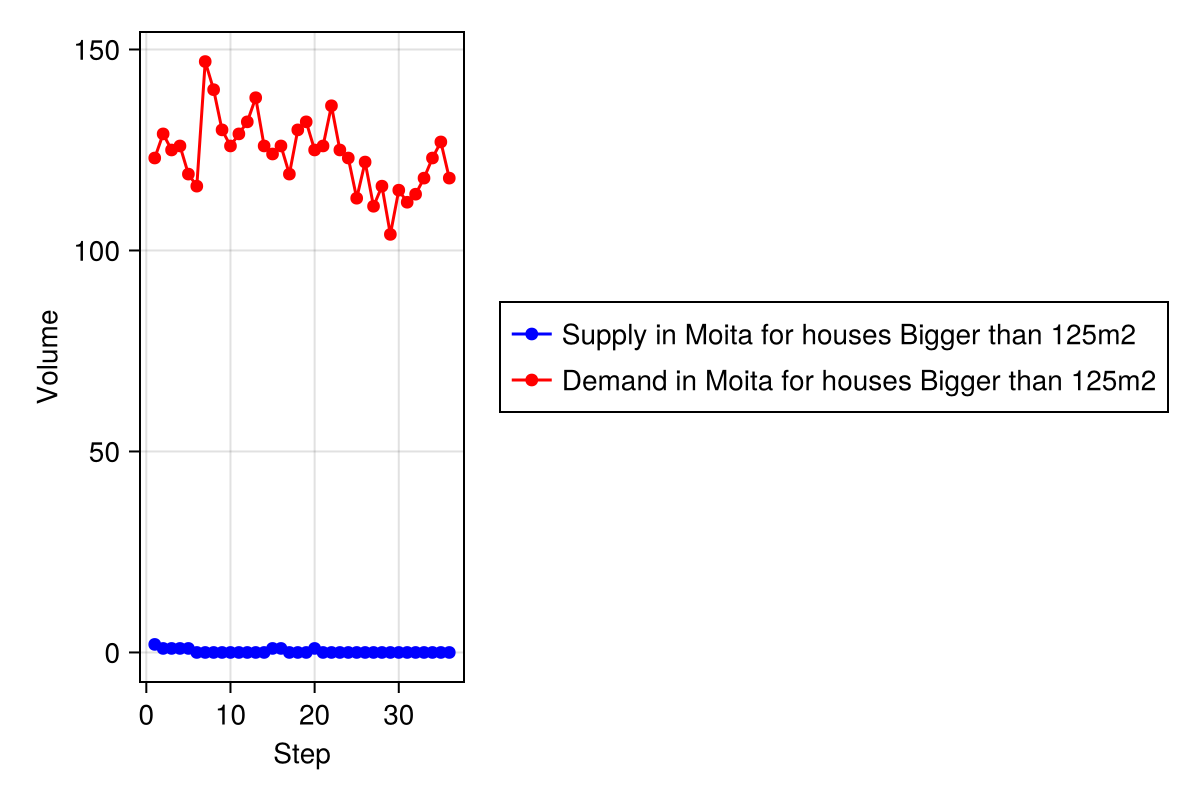 150
100
50
0
Volume
0 10 20 30
Step
Supply in Moita for houses Bigger than 125m2
Demand in Moita for houses Bigger than 125m2